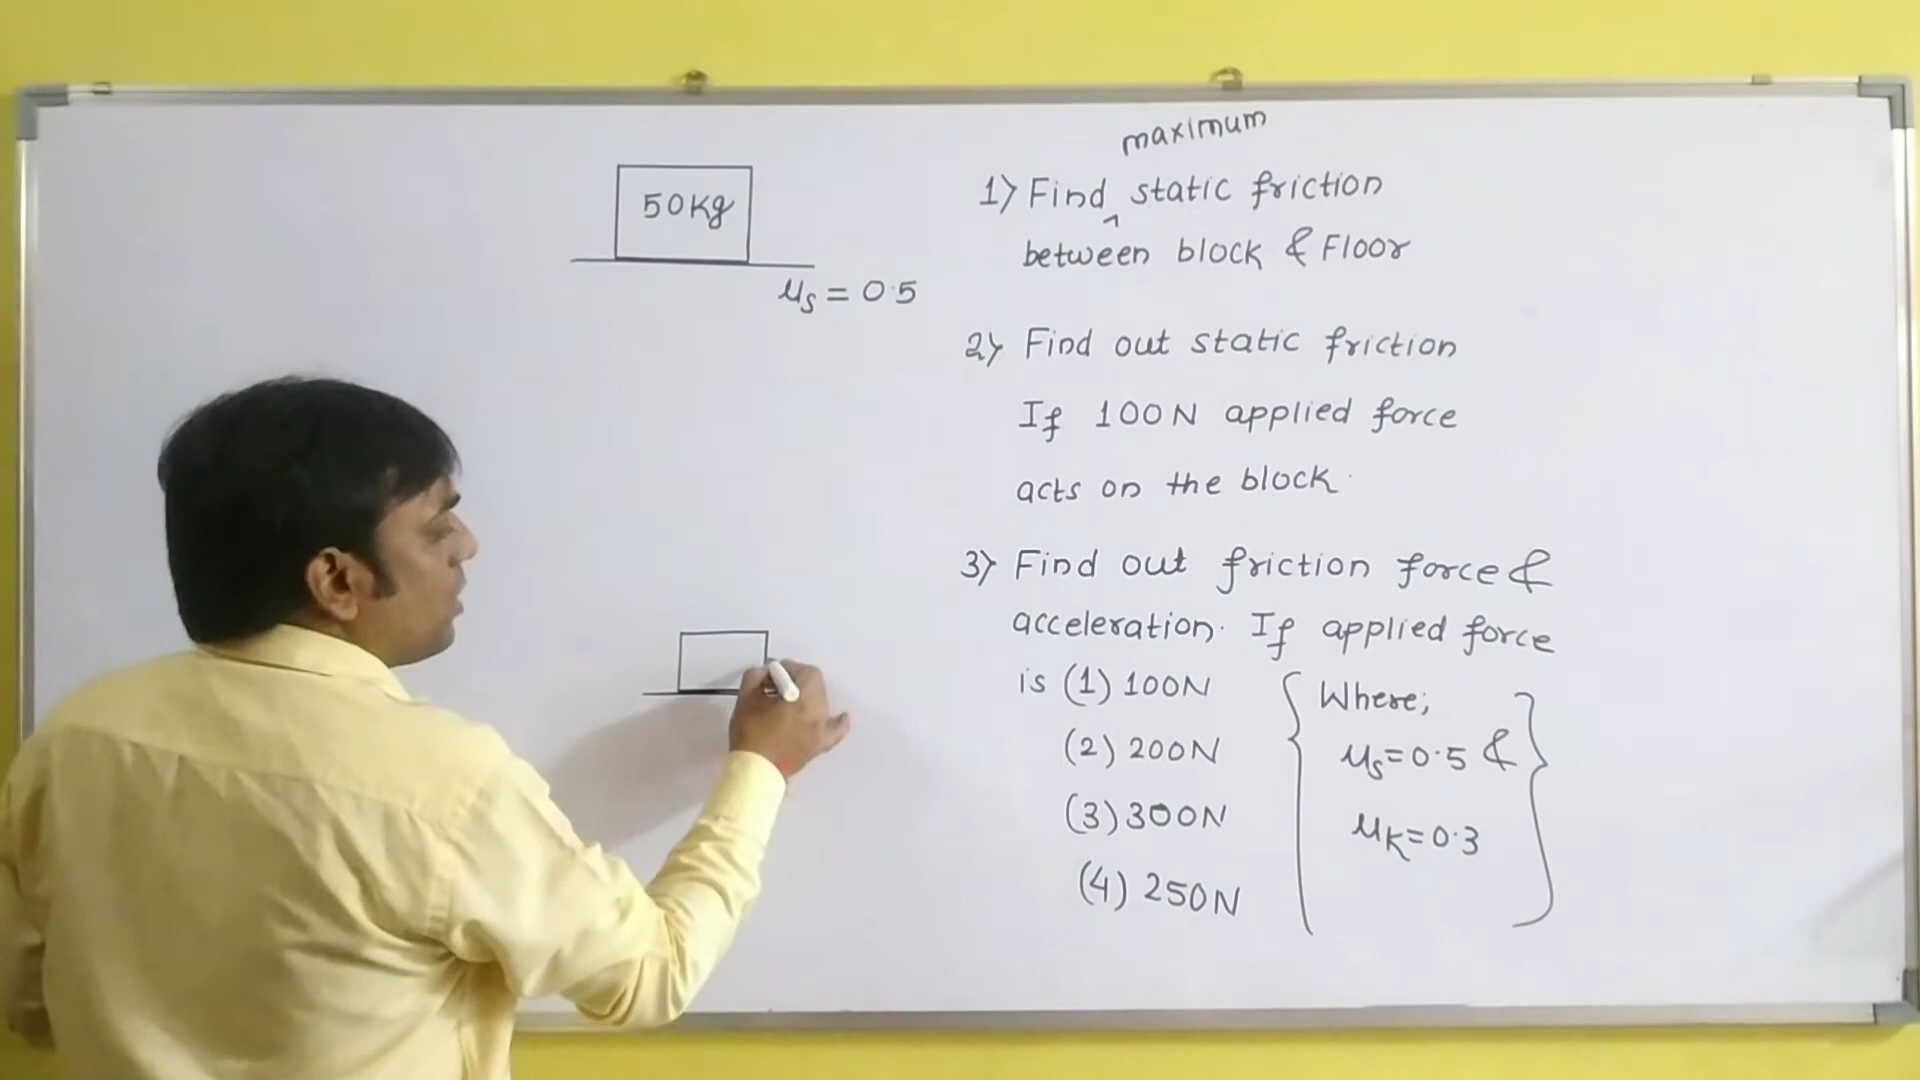 50Kg
μs = 0.5
maximum
1) Find ^ static friction
between block & Floor
2) Find out static friction
If 100N applied force
acts on the block.
3) Find out friction force &
acceleration. If applied force
is (1) 100N
(2) 200N
(3) 300N
(4) 250N
Where;
μs=0.5 &
μK=0.3